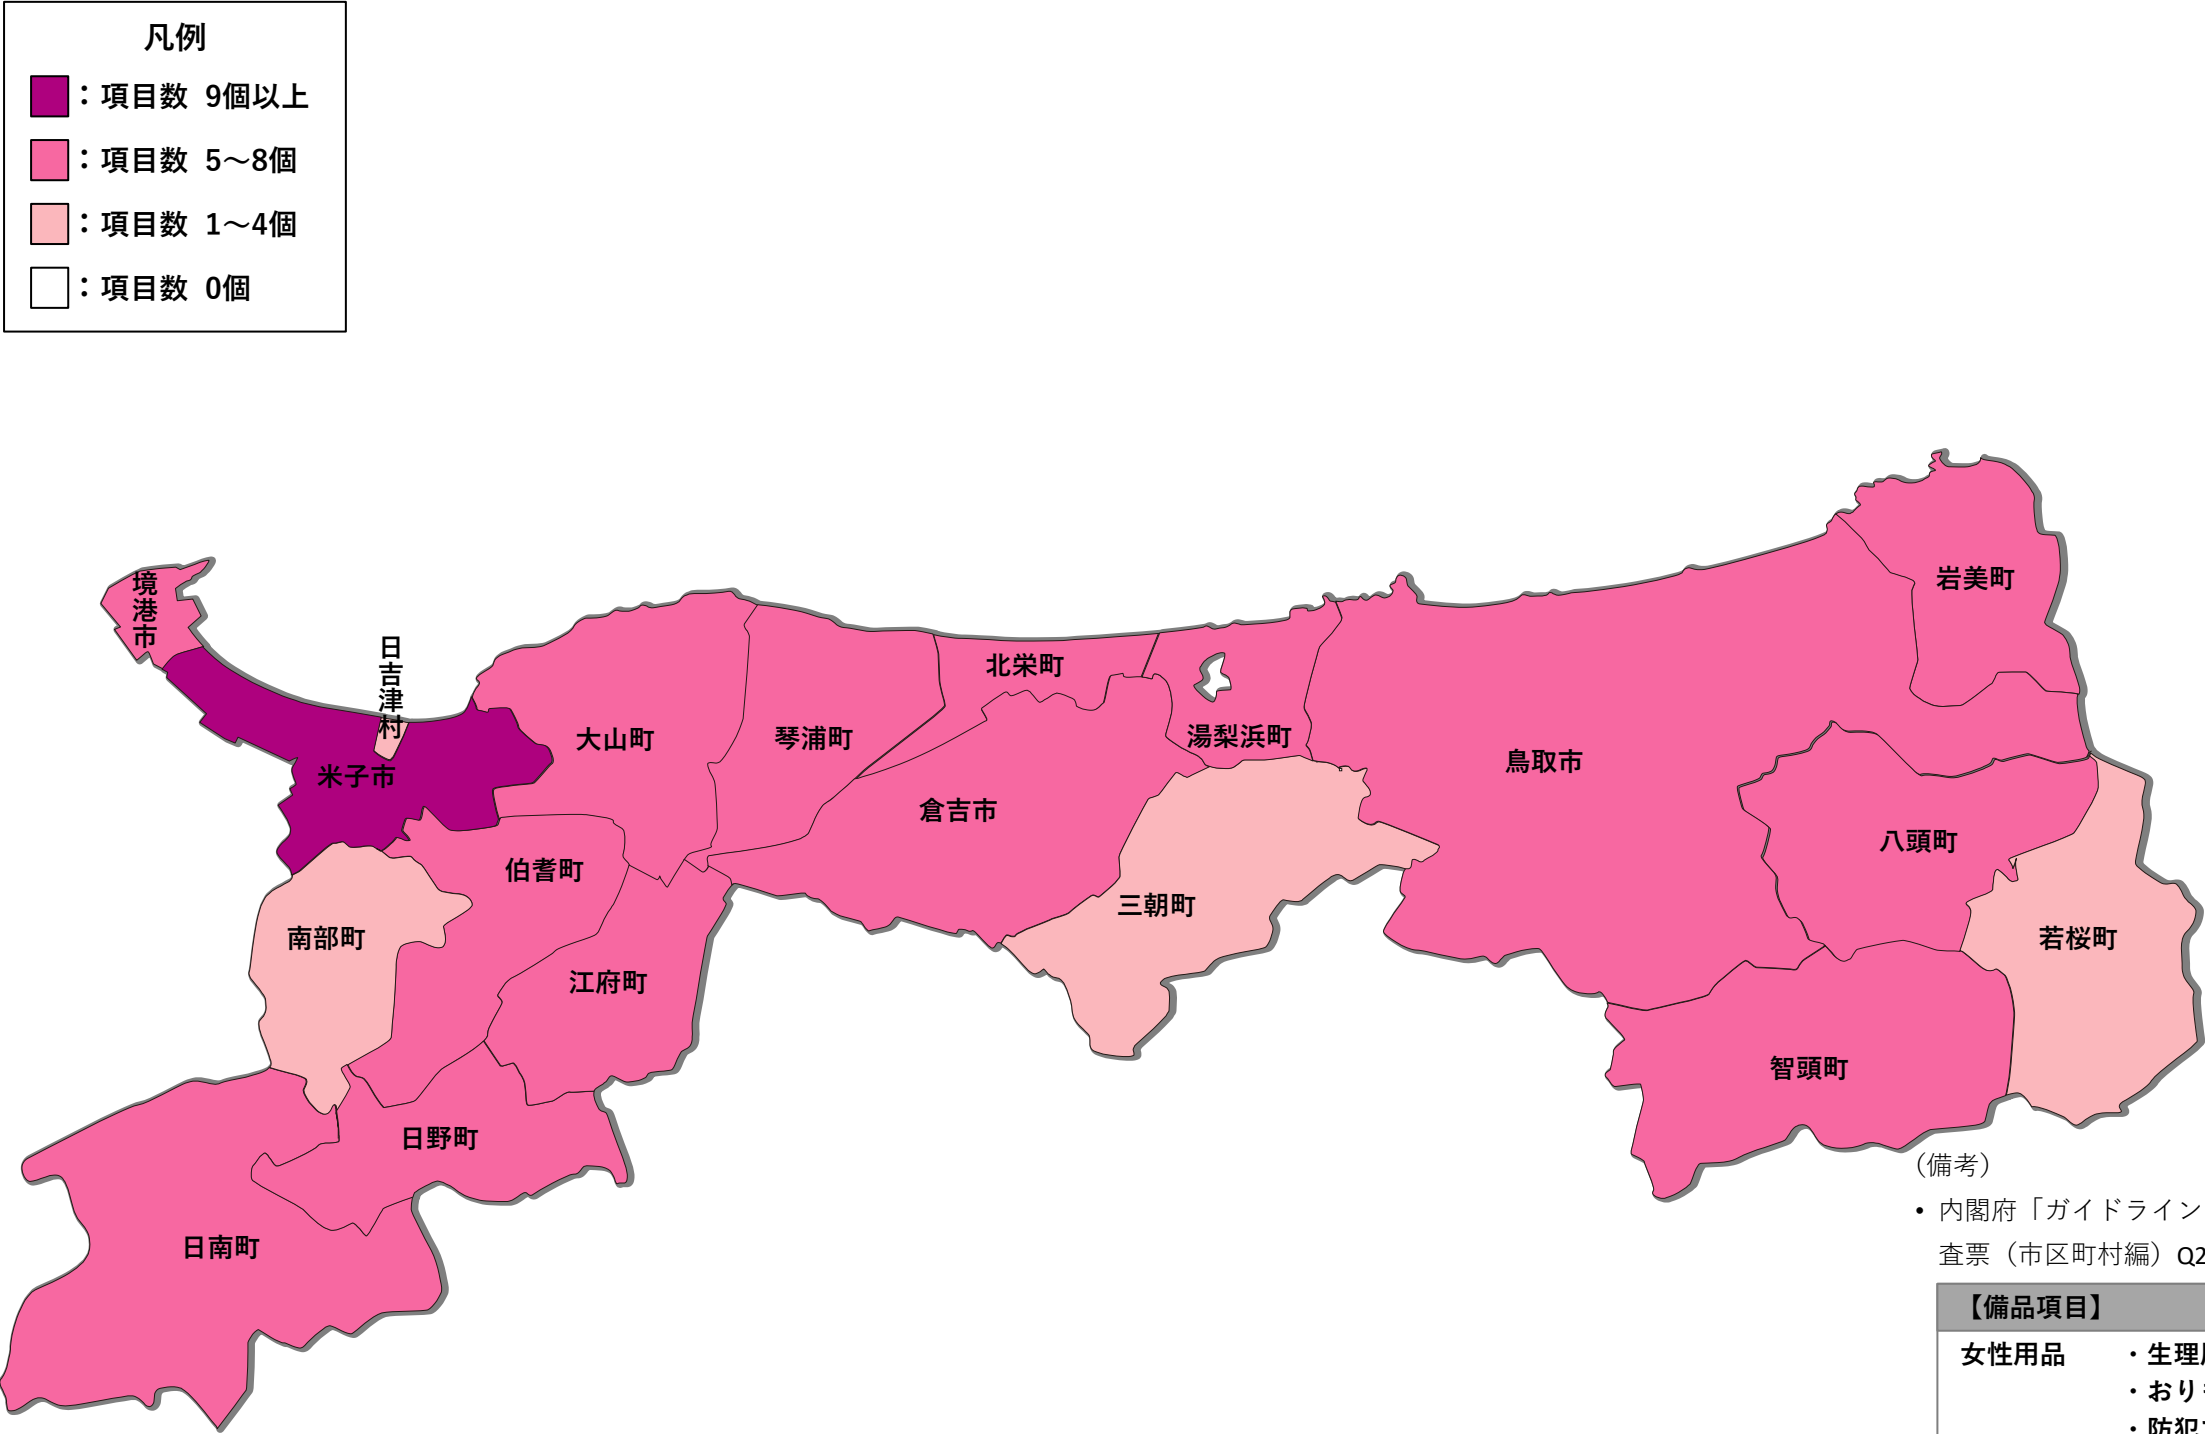 凡例
：項目数 9個以上
：項目数 5～8個
：項目数 1～4個
：項目数 0個
境港市
日吉津村
米子市
大山町
琴浦町
北栄町
湯梨浜町
鳥取市
岩美町
倉吉市
八頭町
伯耆町
三朝町
南部町
若桜町
江府町
智頭町
日野町
日南町
（備考）
• 内閣府「ガイドライン
査票（市区町村編）Q2
【備品項目】
女性用品 ・生理
・おり
・防犯